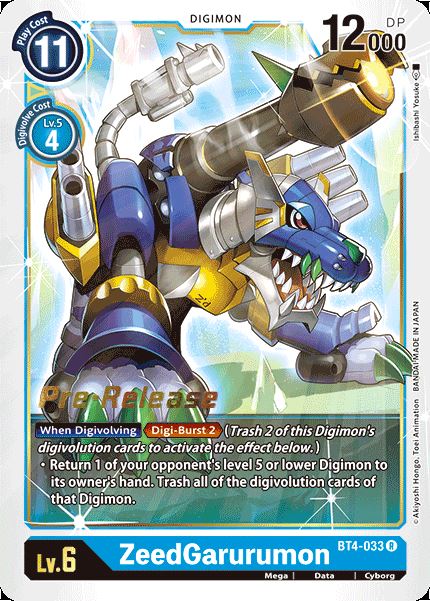 Play Cost
11
DIGIMON
12000
DP
Digivolve Cost
Lv.5
4
Ishibashi Yosuke
©Akiyoshi Hongo, Toei Animation BANDAI MADE IN JAPAN
Pre-Release
When Digivolving Digi-Burst 2 (Trash 2 of this Digimon's
digivolution cards to activate the effect below.)
• Return 1 of your opponent's level 5 or lower Digimon to
its owner's hand. Trash all of the digivolution cards of
that Digimon.
Lv.6
ZeedGarurumon
BT4-033 R
Mega | Data | Cyborg